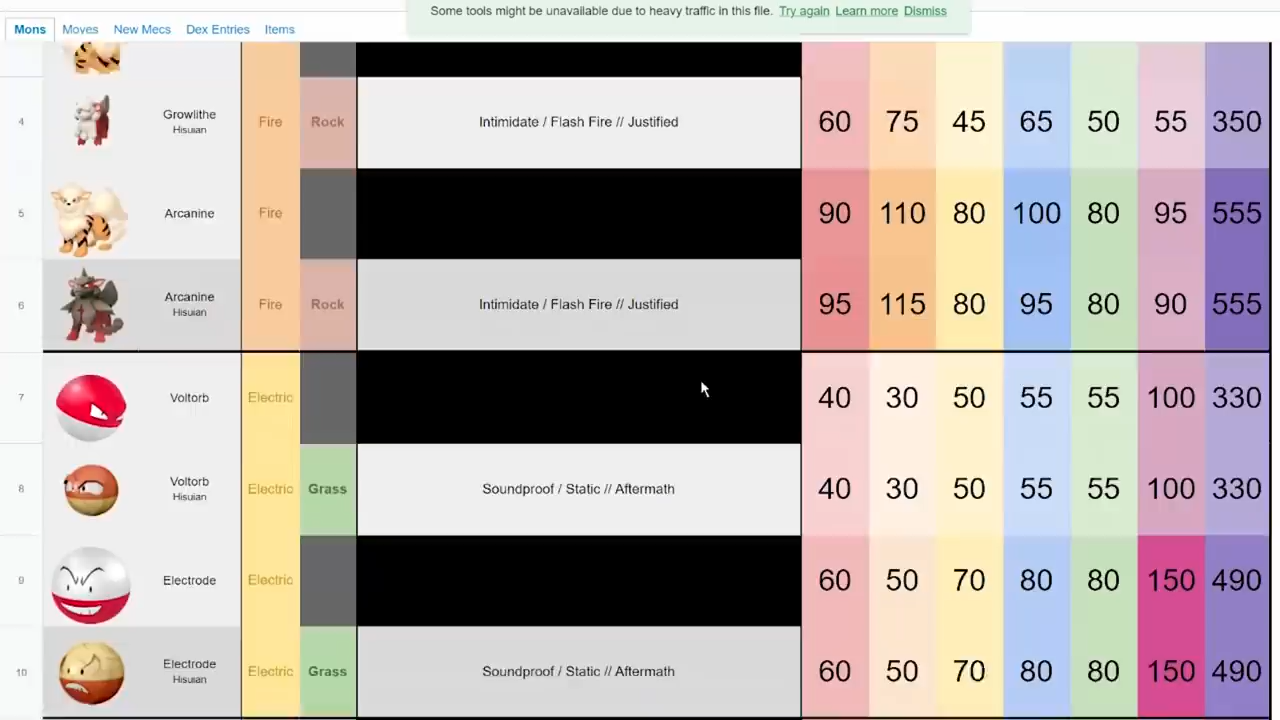 Some tools might be unavailable due to heavy traffic in this file. Try again Learn more Dismiss
Mons Moves New Mecs Dex Entries Items
4 Growlithe Hisuian Fire Rock Intimidate / Flash Fire // Justified 60 75 45 65 50 55 350
5 Arcanine Fire 90 110 80 100 80 95 555
6 Arcanine Hisuian Fire Rock Intimidate / Flash Fire // Justified 95 115 80 95 80 90 555
7 Voltorb Electric 40 30 50 55 55 100 330
8 Voltorb Hisuian Electric Grass Soundproof / Static // Aftermath 40 30 50 55 55 100 330
9 Electrode Electric 60 50 70 80 80 150 490
10 Electrode Hisuian Electric Grass Soundproof / Static // Aftermath 60 50 70 80 80 150 490